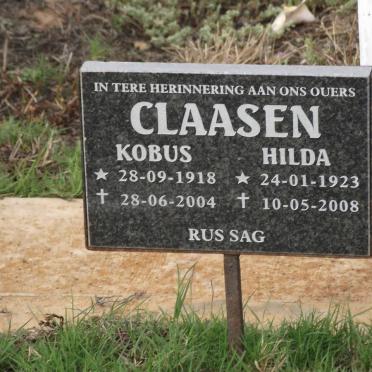 IN TERE HERINNERING AAN ONS OUERS
CLAASEN
KOBUS HILDA
★ 28-09-1918 ★ 24-01-1923
✝ 28-06-2004 ✝ 10-05-2008
RUS SAG